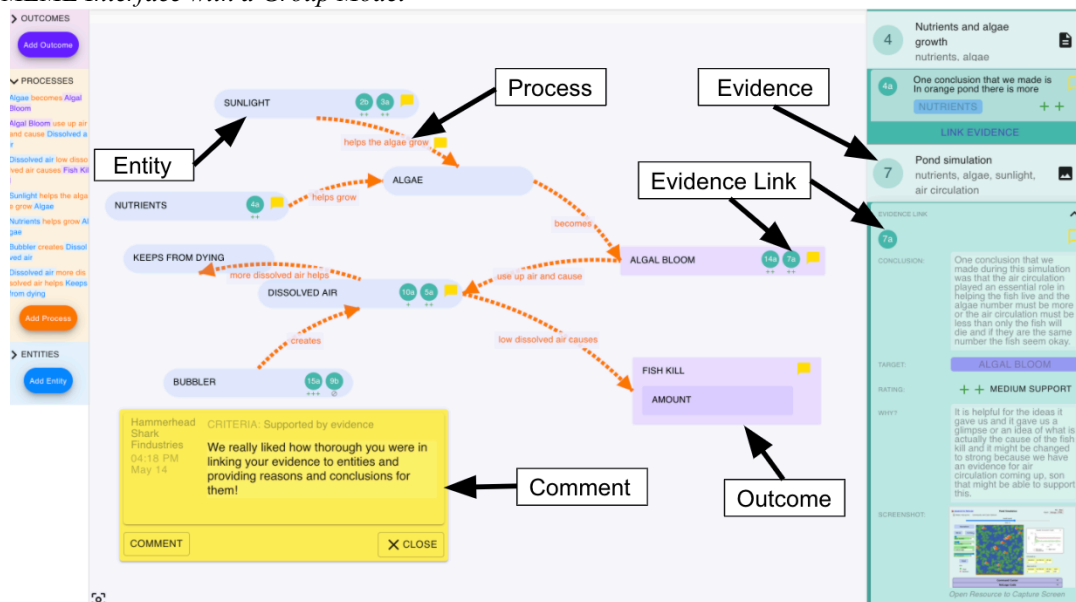 MEME Interface with a Group Model
OUTCOMES
Add Outcome
PROCESSES
Algae becomes Algal
Bloom
Algal Bloom use up air
and cause Dissolved a
ir
Dissolved air low disso
lved air causes Fish Kil
l
Sunlight helps the alga
e grow Algae
Nutrients helps grow Al
gae
Bubbler creates Dissol
ved air
Dissolved air more dis
solved air helps Keeps
from dying
Add Process
ENTITIES
Add Entity
SUNLIGHT
2b
3a
++
++
Process
helps the algae grow
Entity
ALGAE
NUTRIENTS
4a
++
helps grow
becomes
KEEPS FROM DYING
more dissolved air helps
DISSOLVED AIR
10a
5a
+
++
use up air and cause
ALGAL BLOOM
14a
7a
++
++
Evidence Link
Evidence
creates
low dissolved air causes
BUBBLER
15a
9b
+++
FISH KILL
AMOUNT
Outcome
Hammerhead
Shark
Findustries
04:18 PM
May 14
CRITERIA: Supported by evidence
We really liked how thorough you were in
linking your evidence to entities and
providing reasons and conclusions for
them!
COMMENT
CLOSE
Comment
4
Nutrients and algae
growth
nutrients, algae
4a
One conclusion that we made is
In orange pond there is more
NUTRIENTS
+ +
LINK EVIDENCE
7
Pond simulation
nutrients, algae, sunlight,
air circulation
EVIDENCE LINK
7a
CONCLUSION:
One conclusion that we
made during this simulation
was that the air circulation
played an essential role in
helping the fish live and the
algae number must be more
or the air circulation must be
less than only the fish will
die and if they are the same
number the fish seem okay.
TARGET:
ALGAL BLOOM
RATING:
+ + MEDIUM SUPPORT
WHY?
It is helpful for the ideas it
gave us and it gave us a
glimpse or an idea of what is
actually the cause of the fish
kill and it might be changed
to strong because we have
an evidence for air
circulation coming up, son
that might be able to support
this.
SCREENSHOT:
Open Resource to Capture Screen